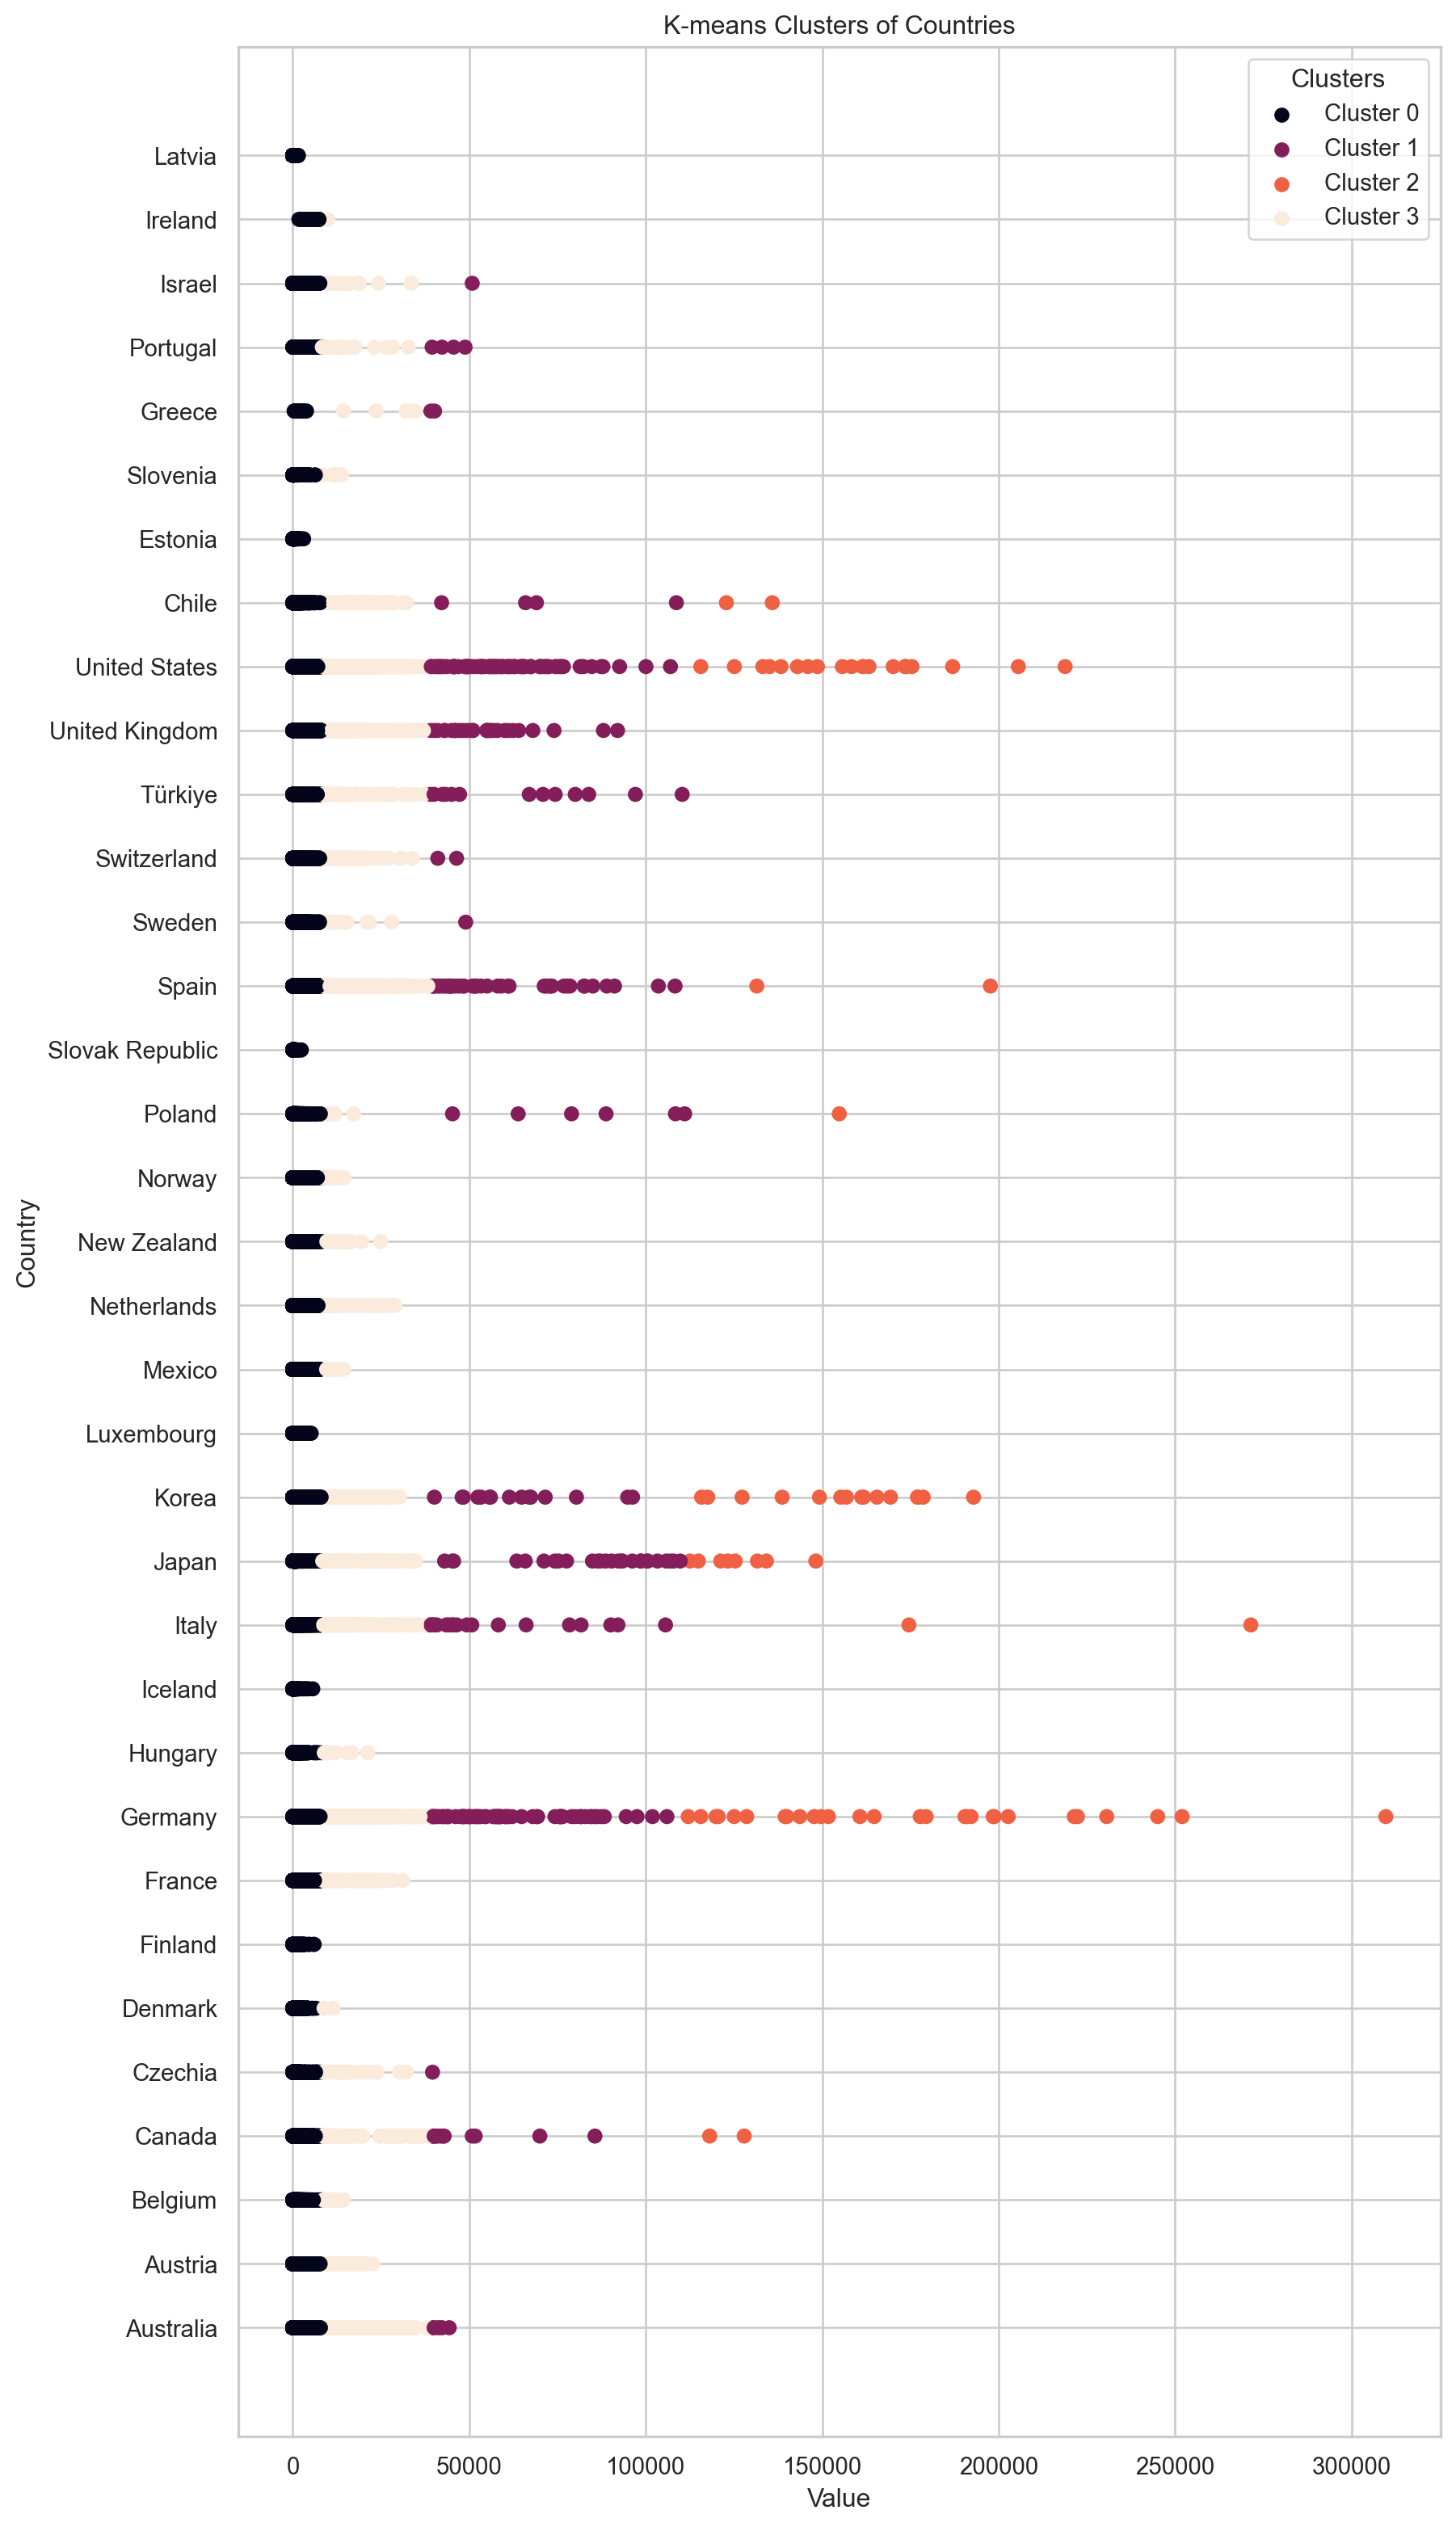 K-means Clusters of Countries
Clusters
Cluster 0
Cluster 1
Cluster 2
Cluster 3
Latvia
Ireland
Israel
Portugal
Greece
Slovenia
Estonia
Chile
United States
United Kingdom
Türkiye
Switzerland
Sweden
Spain
Slovak Republic
Poland
Norway
New Zealand
Netherlands
Mexico
Luxembourg
Korea
Japan
Italy
Iceland
Hungary
Germany
France
Finland
Denmark
Czechia
Canada
Belgium
Austria
Australia
Country
0 50000 100000 150000 200000 250000 300000
Value